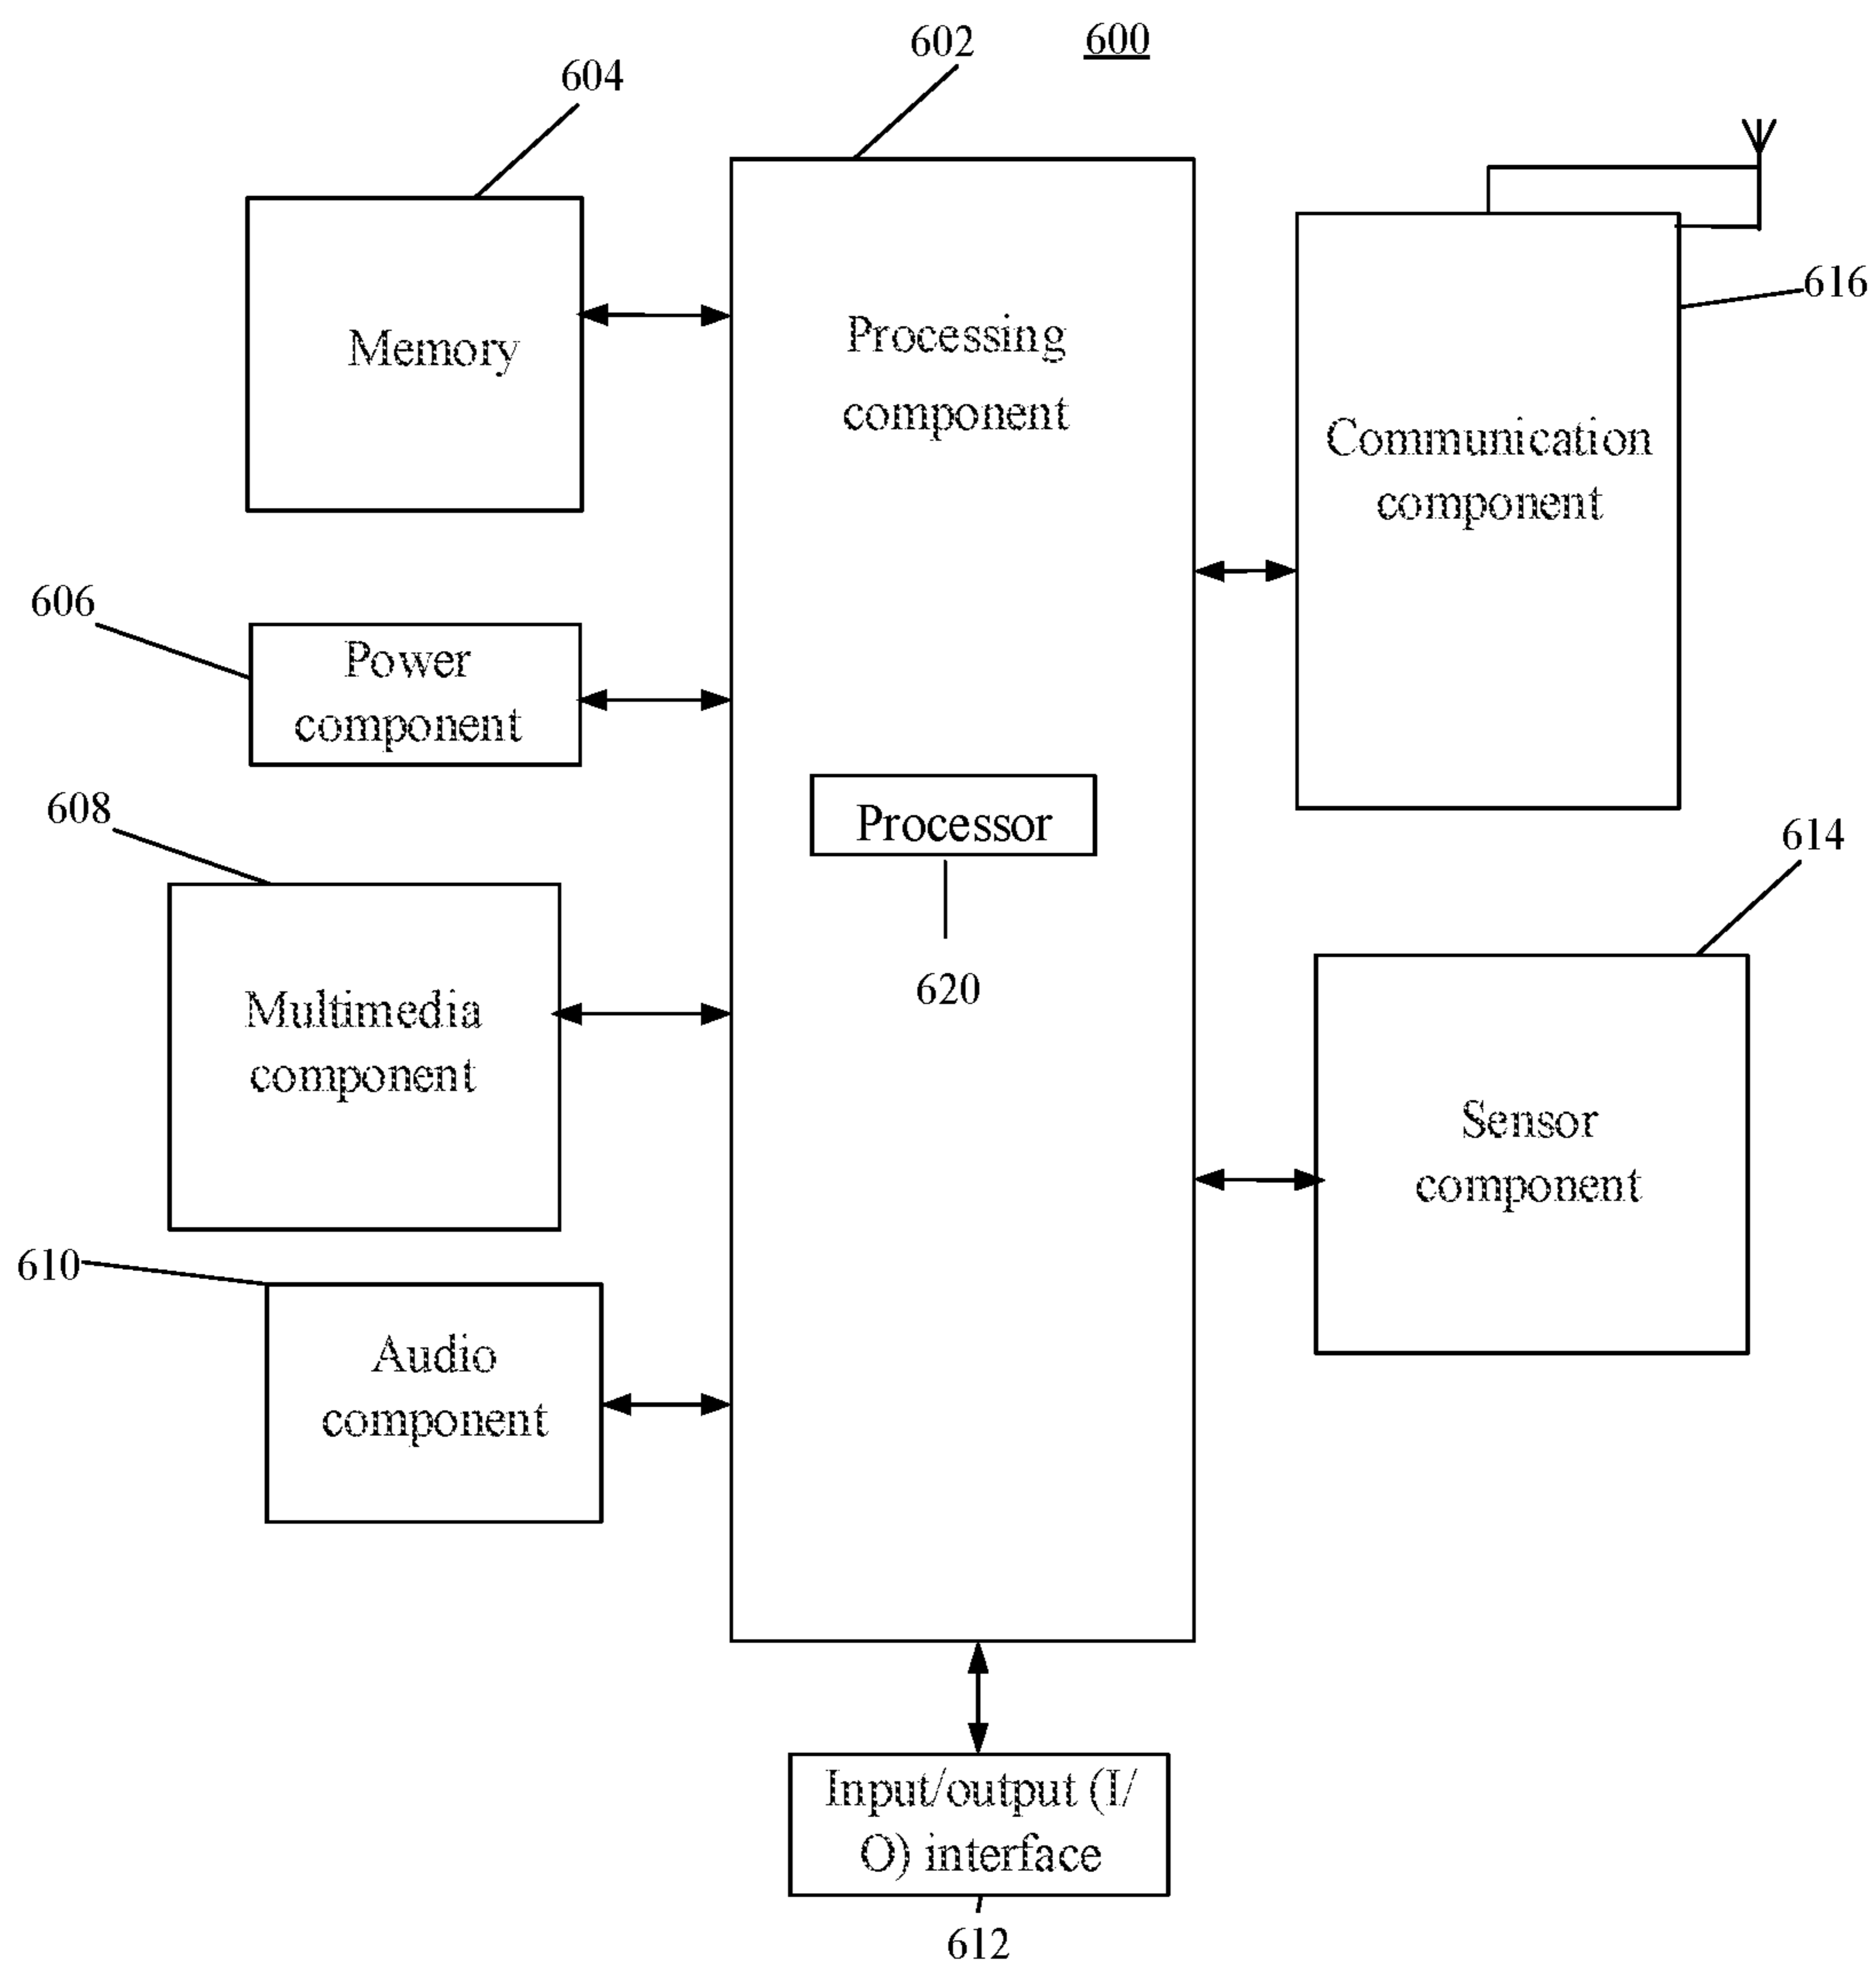 602
600
604
616
Memory
Processing
component
Communication
component
606
Power
component
608
Processor
614
620
Multimedia
component
Sensor
component
610
Audio
component
Input/output (I/
O) interface
612